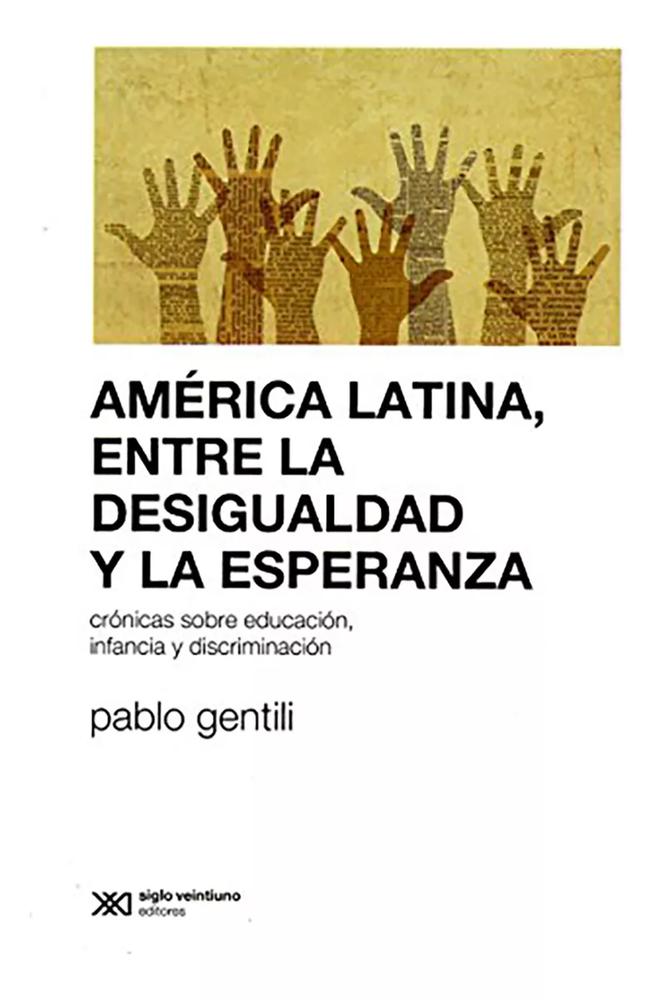 AMÉRICA LATINA,
ENTRE LA
DESIGUALDAD
Y LA ESPERANZA
crónicas sobre educación,
infancia y discriminación
pablo gentili
siglo veintiuno
editores